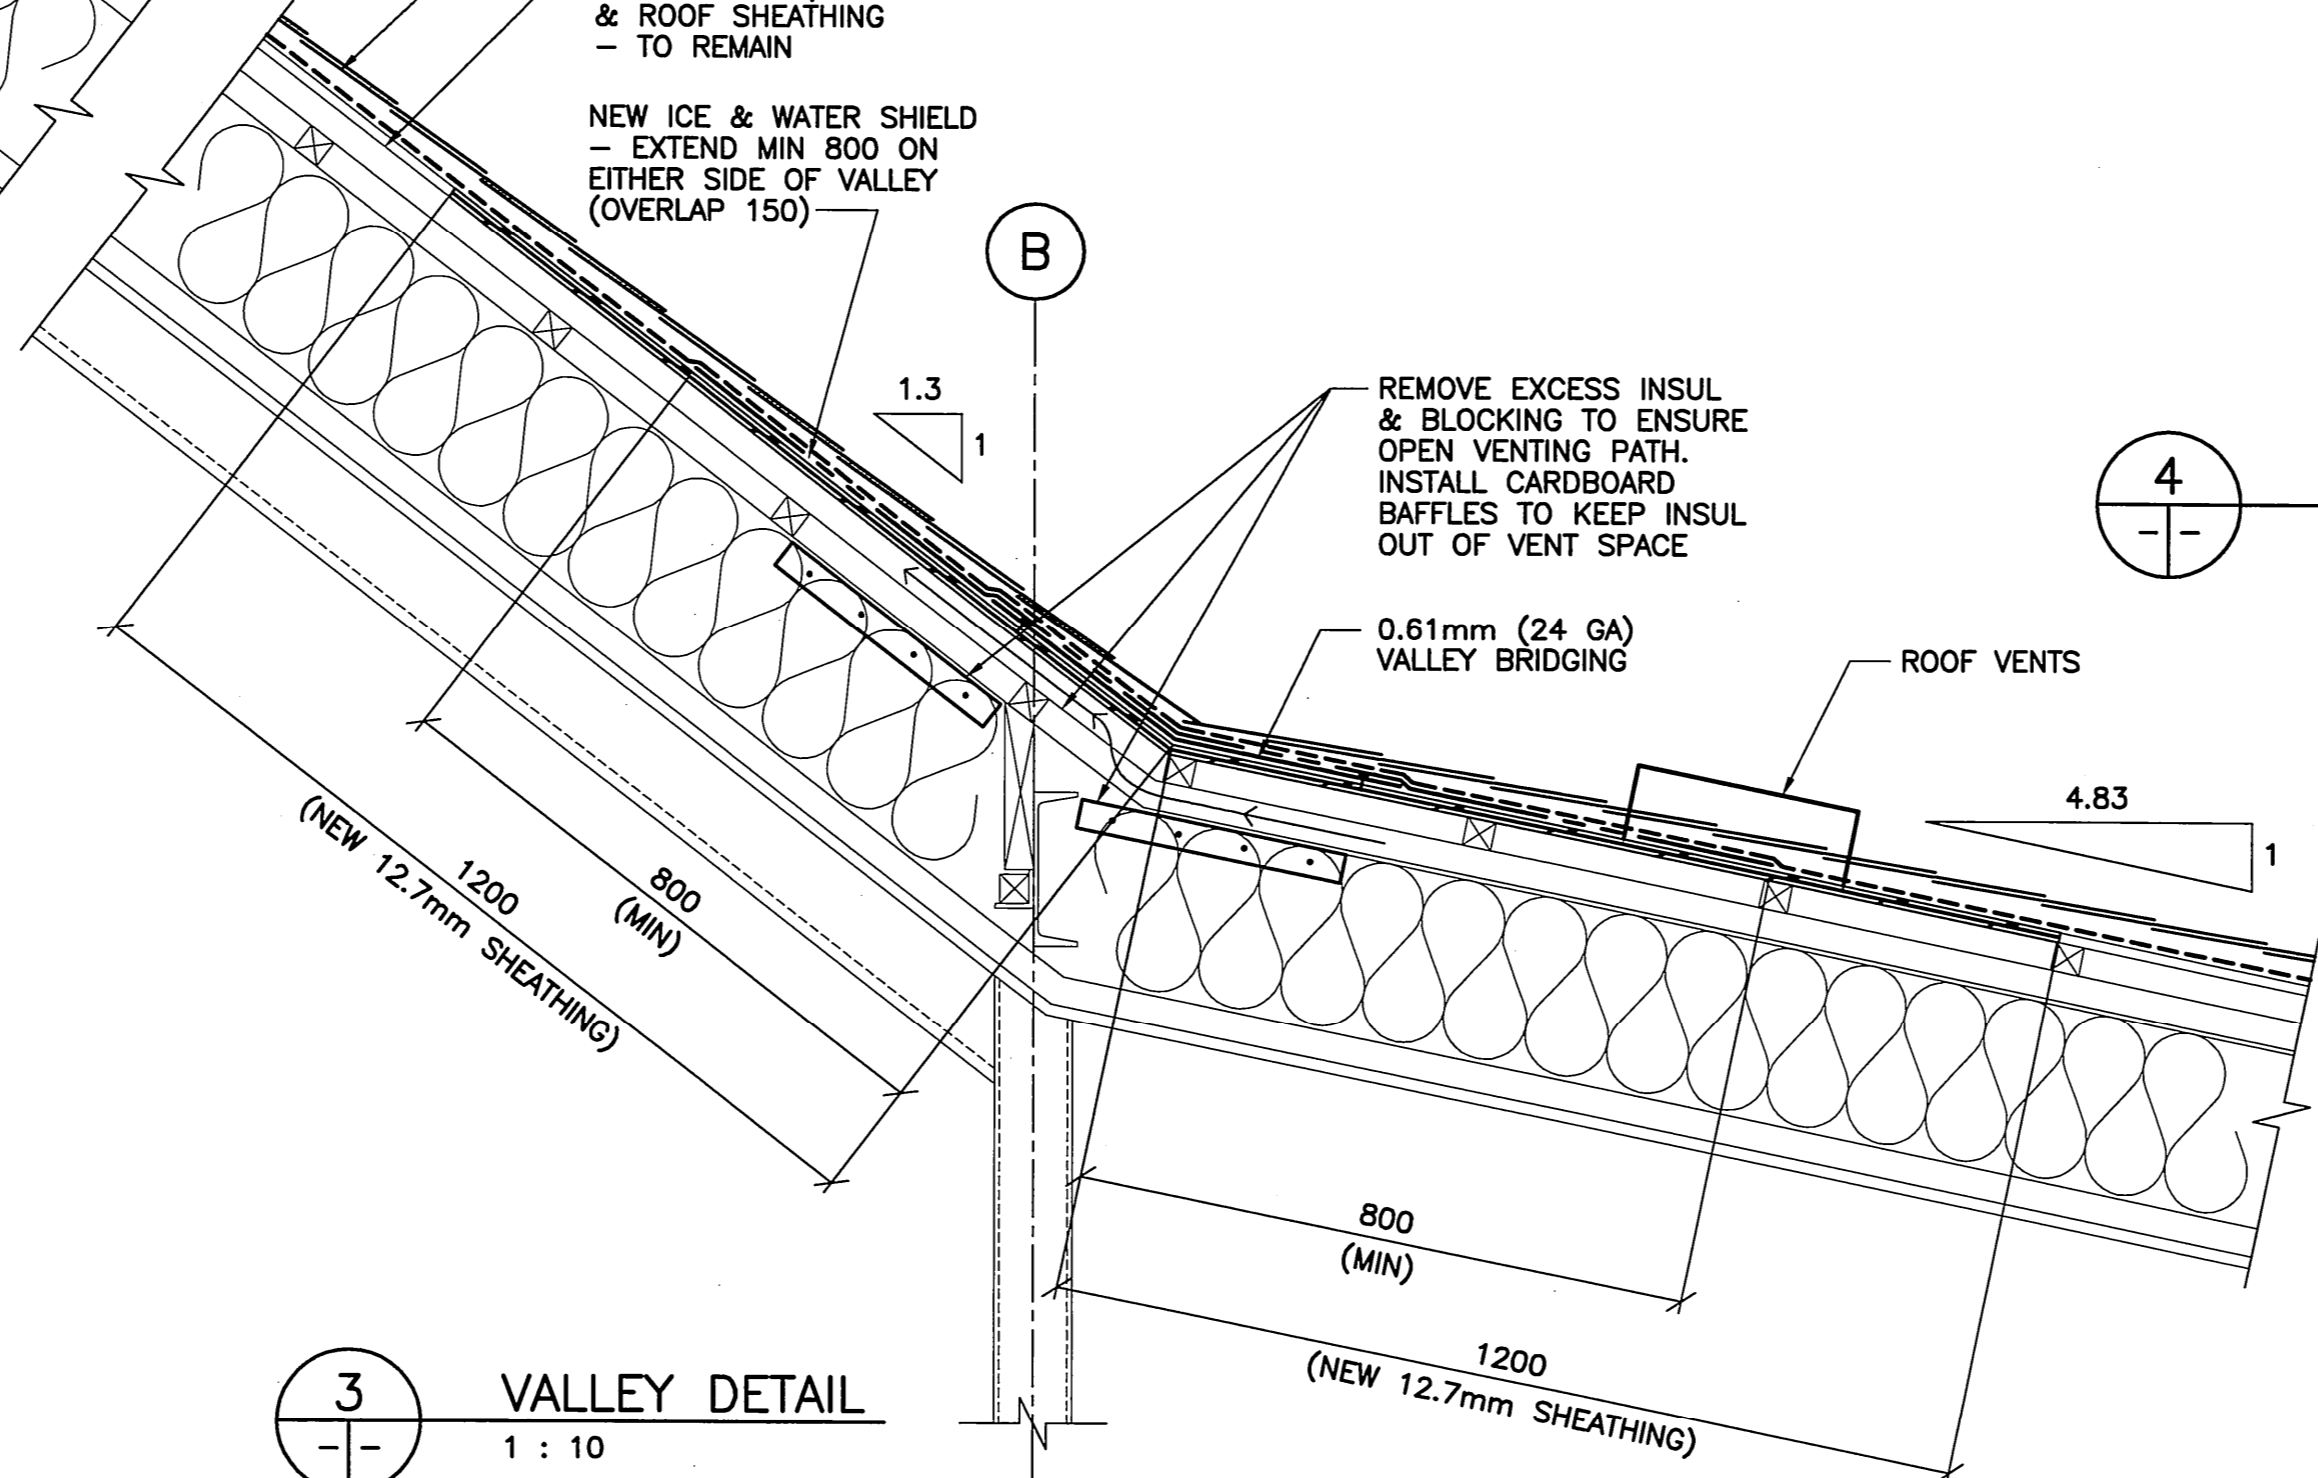 & ROOF SHEATHING
– TO REMAIN
NEW ICE & WATER SHIELD
– EXTEND MIN 800 ON
EITHER SIDE OF VALLEY
(OVERLAP 150)
B
1.3
1
REMOVE EXCESS INSUL
& BLOCKING TO ENSURE
OPEN VENTING PATH.
INSTALL CARDBOARD
BAFFLES TO KEEP INSUL
OUT OF VENT SPACE
4
--
0.61mm (24 GA)
VALLEY BRIDGING
ROOF VENTS
4.83
1
1200
(NEW 12.7mm SHEATHING)
800
(MIN)
800
(MIN)
1200
(NEW 12.7mm SHEATHING)
3
--
VALLEY DETAIL
1 : 10